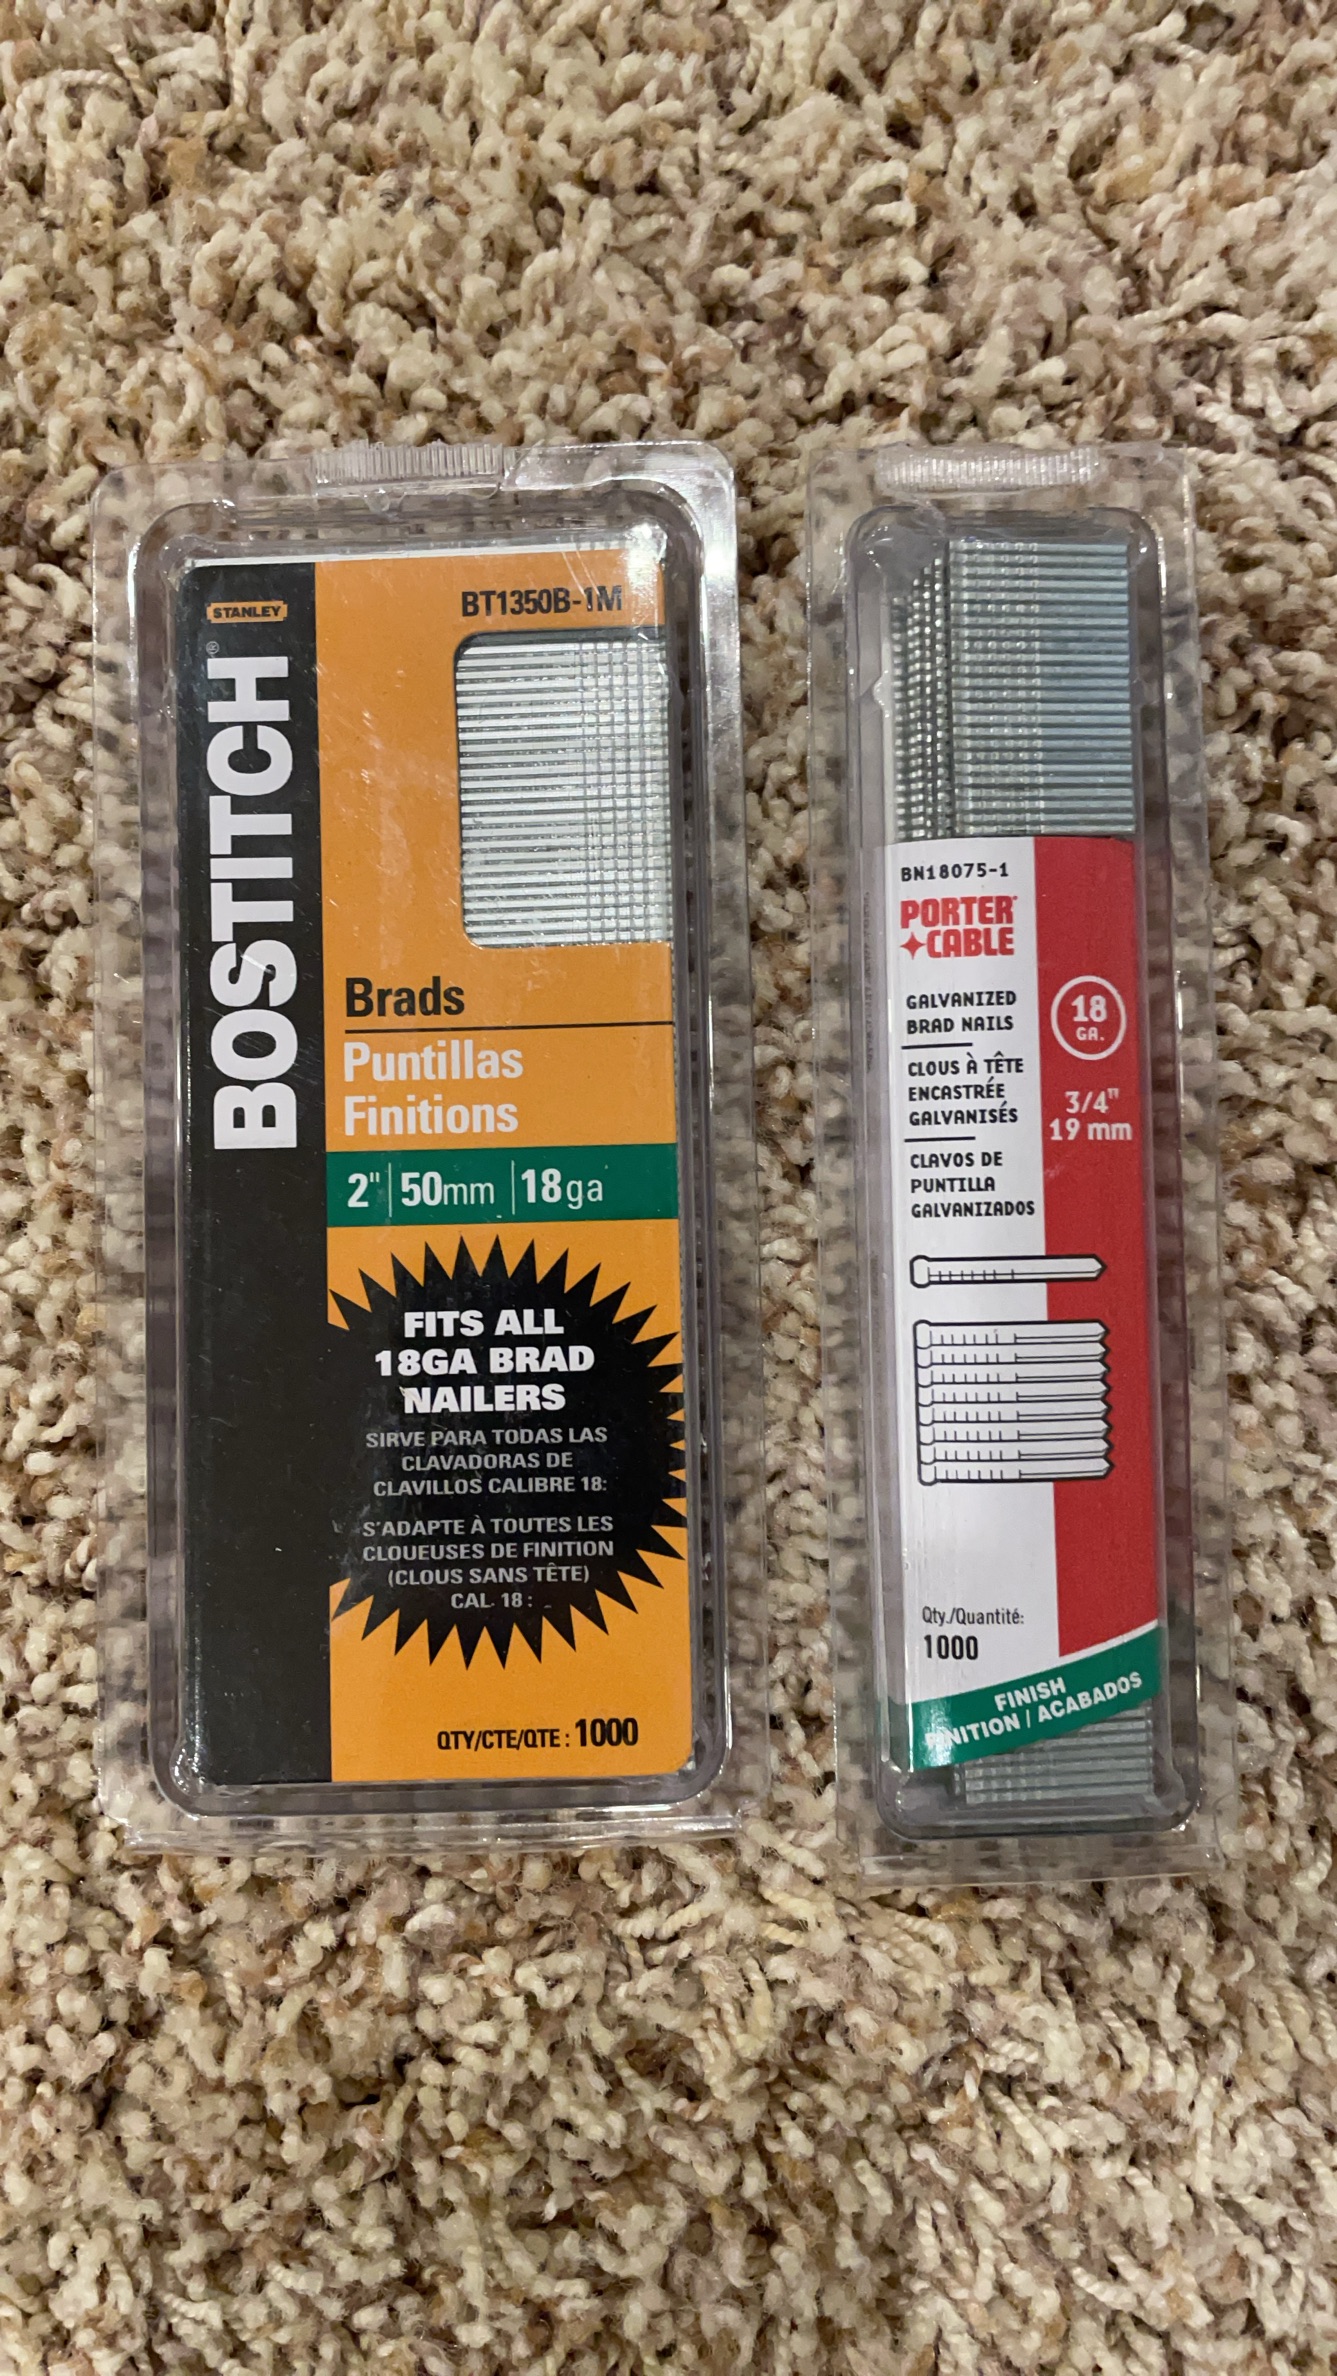 STANLEY
BOSTITCH®
BT1350B-1M
Brads
Puntillas
Finitions
2" | 50mm | 18ga
FITS ALL
18GA BRAD
NAILERS
SIRVE PARA TODAS LAS
CLAVADORAS DE
CLAVILLOS CALIBRE 18:
S'ADAPTE À TOUTES LES
CLOUEUSES DE FINITION
(CLOUS SANS TÊTE)
CAL. 18:
QTY/CTE/QTE: 1000
BN18075-1
PORTER
CABLE
GALVANIZED
BRAD NAILS
CLOUS À TÊTE
ENCASTRÉE
GALVANISÉS
CLAVOS DE
PUNTILLA
GALVANIZADOS
18
GA.
3/4"
19 mm
Qty./Quantité:
1000
FINISH
FINITION | ACABADOS